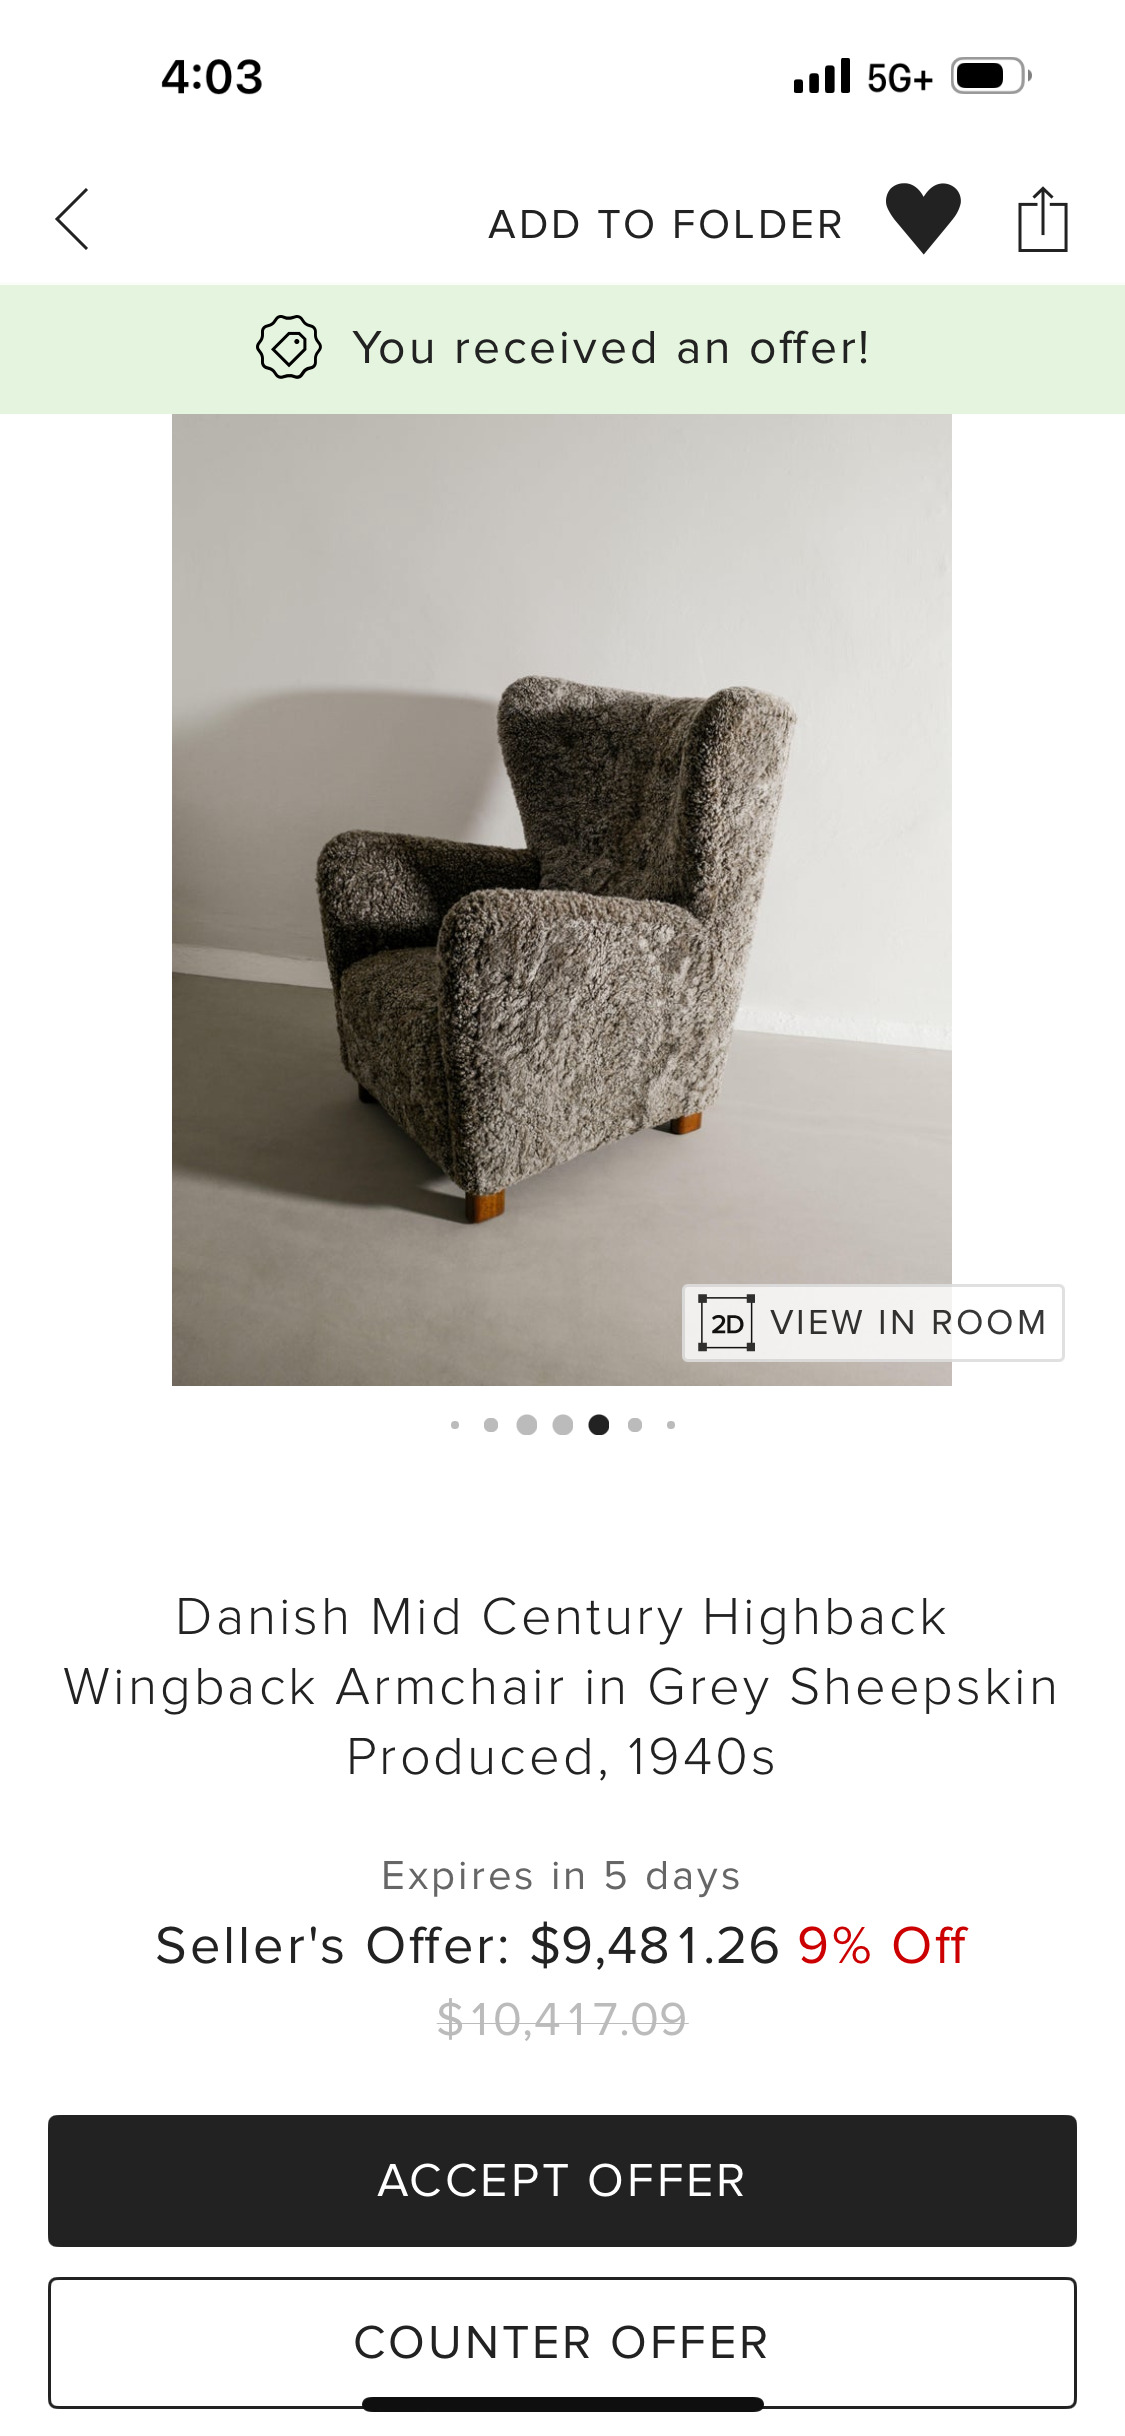 4:03
5G+
ADD TO FOLDER
You received an offer!
2D VIEW IN ROOM
Danish Mid Century Highback
Wingback Armchair in Grey Sheepskin
Produced, 1940s
Expires in 5 days
Seller's Offer: $9,481.26 9% Off
$10,417.09
ACCEPT OFFER
COUNTER OFFER